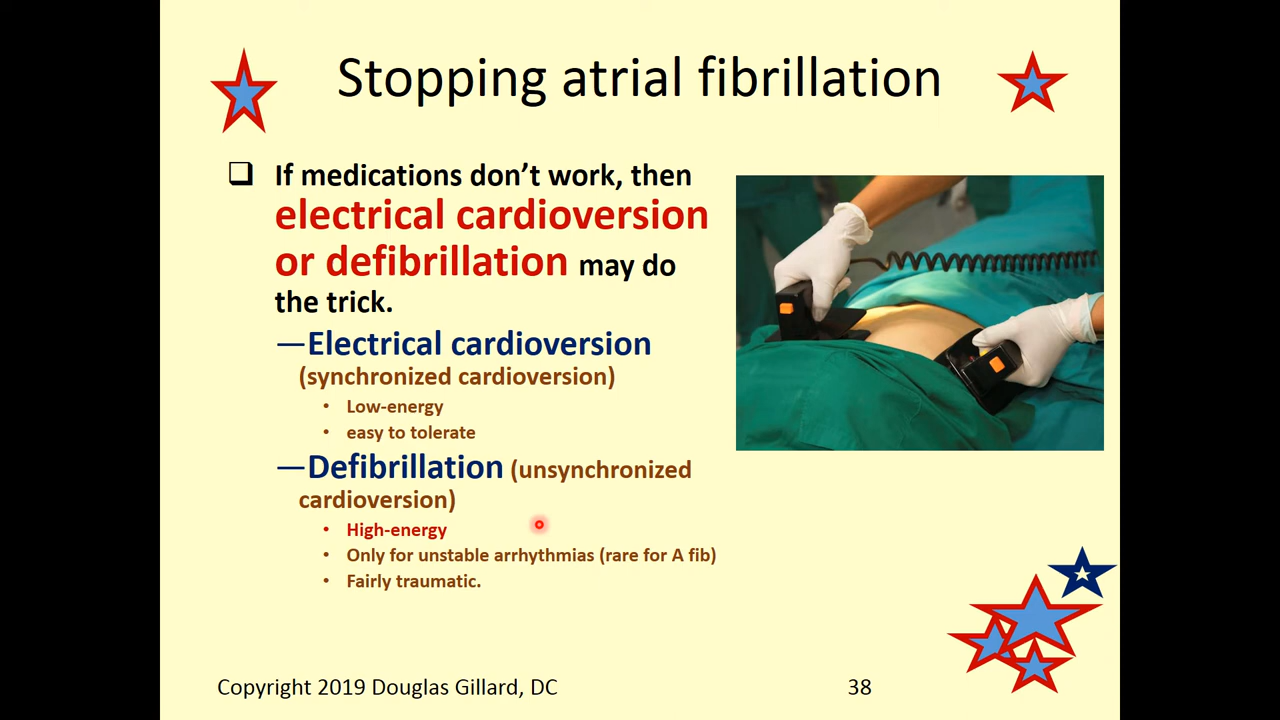 Stopping atrial fibrillation
❑ If medications don’t work, then
electrical cardioversion
or defibrillation may do
the trick.
—Electrical cardioversion
(synchronized cardioversion)
• Low-energy
• easy to tolerate
—Defibrillation (unsynchronized
cardioversion)
• High-energy
• Only for unstable arrhythmias (rare for A fib)
• Fairly traumatic.
Copyright 2019 Douglas Gillard, DC
38